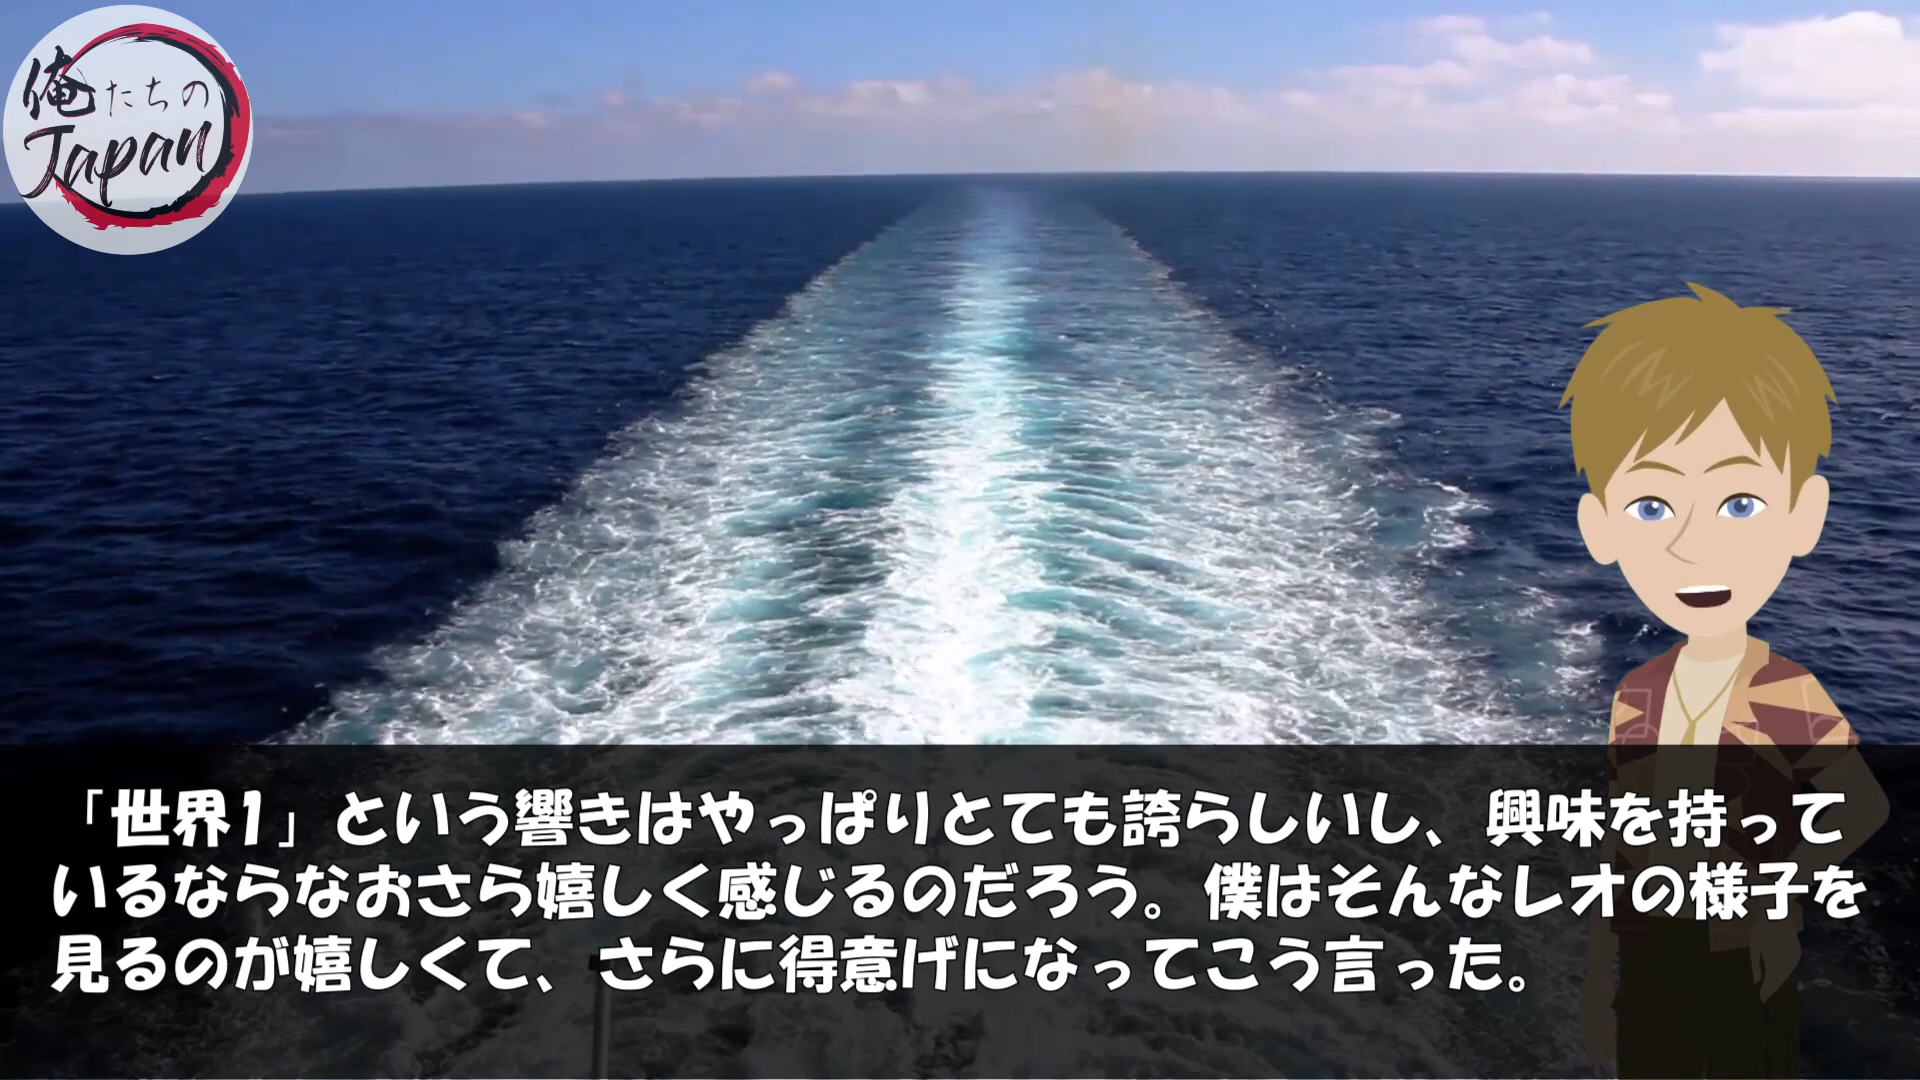 俺たちの
Japan
「世界1」という響きはやっぱりとても誇らしいし、興味を持って
いるならなおさら嬉しく感じるのだろう。僕はそんなレオの様子を
見るのが嬉しくて、さらに得意げになってこう言った。